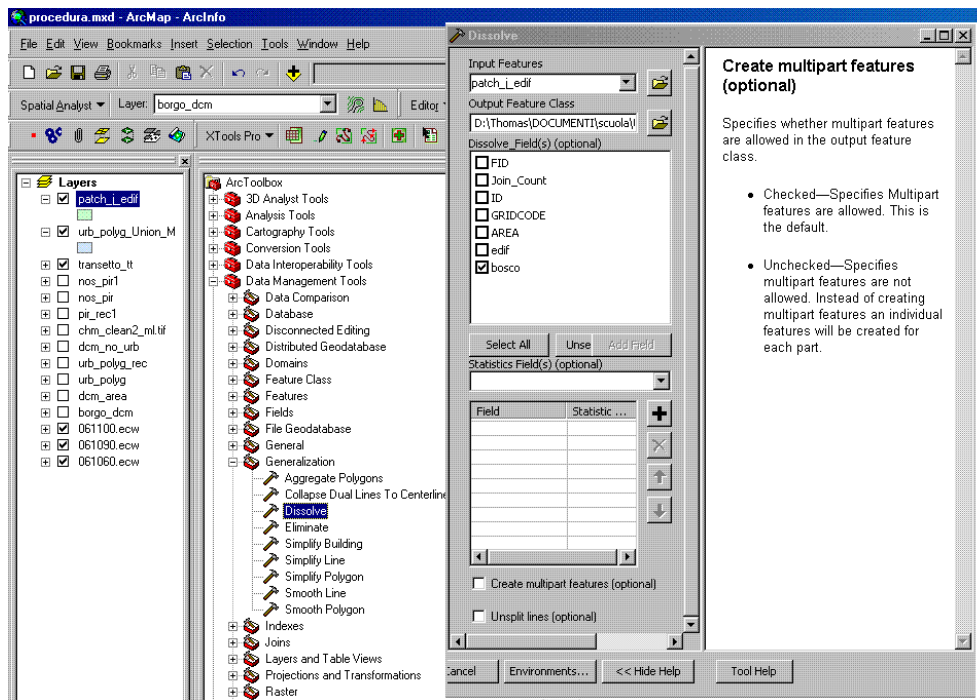 procedura.mxd - ArcMap - ArcInfo
File Edit View Bookmarks Insert Selection Tools Window Help
Spatial Analyst Layer: borgo_dcm Editor
XTools Pro
Layers
patch_j_edif
urb_polyg_Union_M
transetto_tt
nos_pir1
nos_pir
pir_rec1
chm_clean2_ml.tif
dcm_no_urb
urb_polyg_rec
urb_polyg
dcm_area
borgo_dcm
061100.ecw
061090.ecw
061060.ecw
ArcToolbox
3D Analyst Tools
Analysis Tools
Cartography Tools
Conversion Tools
Data Interoperability Tools
Data Management Tools
Data Comparison
Database
Disconnected Editing
Distributed Geodatabase
Domains
Feature Class
Features
Fields
File Geodatabase
General
Generalization
Aggregate Polygons
Collapse Dual Lines To Centerline
Dissolve
Eliminate
Simplify Building
Simplify Line
Simplify Polygon
Smooth Line
Smooth Polygon
Indexes
Joins
Layers and Table Views
Projections and Transformations
Raster
Dissolve
Input Features
patch_j_edif
Output Feature Class
D:\Thomas\DOCUMENTI\scuola\
Dissolve_Field(s) (optional)
FID
Join_Count
ID
GRIDCODE
AREA
edif
bosco
Select All Unse Add Field
Statistics Field(s) (optional)
Field Statistic ...
Create multipart features (optional)
Unsplit lines (optional)
Cancel Environments... << Hide Help Tool Help
Create multipart features
(optional)
Specifies whether multipart features
are allowed in the output feature
class.
• Checked—Specifies Multipart
features are allowed. This is
the default.
• Unchecked—Specifies
multipart features are not
allowed. Instead of creating
multipart features an individual
features will be created for
each part.